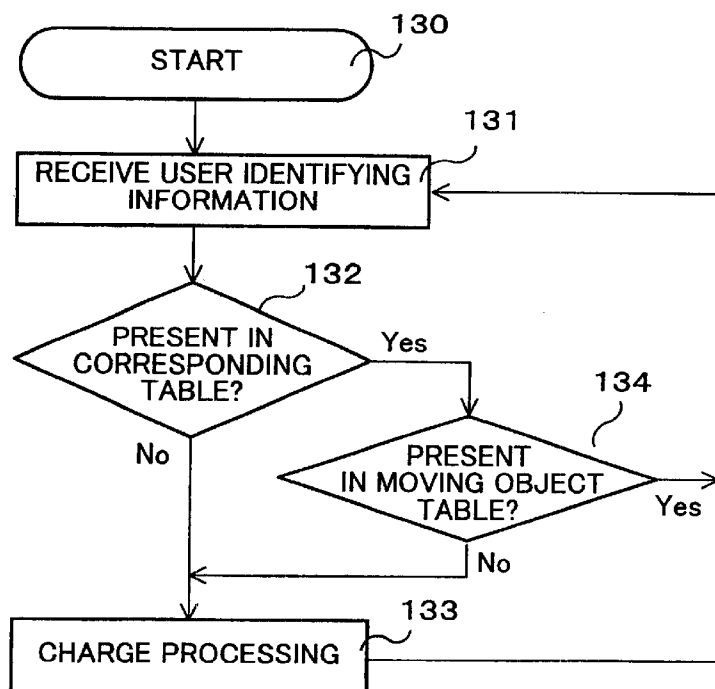 130
START
131
RECEIVE USER IDENTIFYING
INFORMATION
132
PRESENT IN
CORRESPONDING
TABLE?
Yes
No
134
PRESENT
IN MOVING OBJECT
TABLE?
Yes
No
133
CHARGE PROCESSING